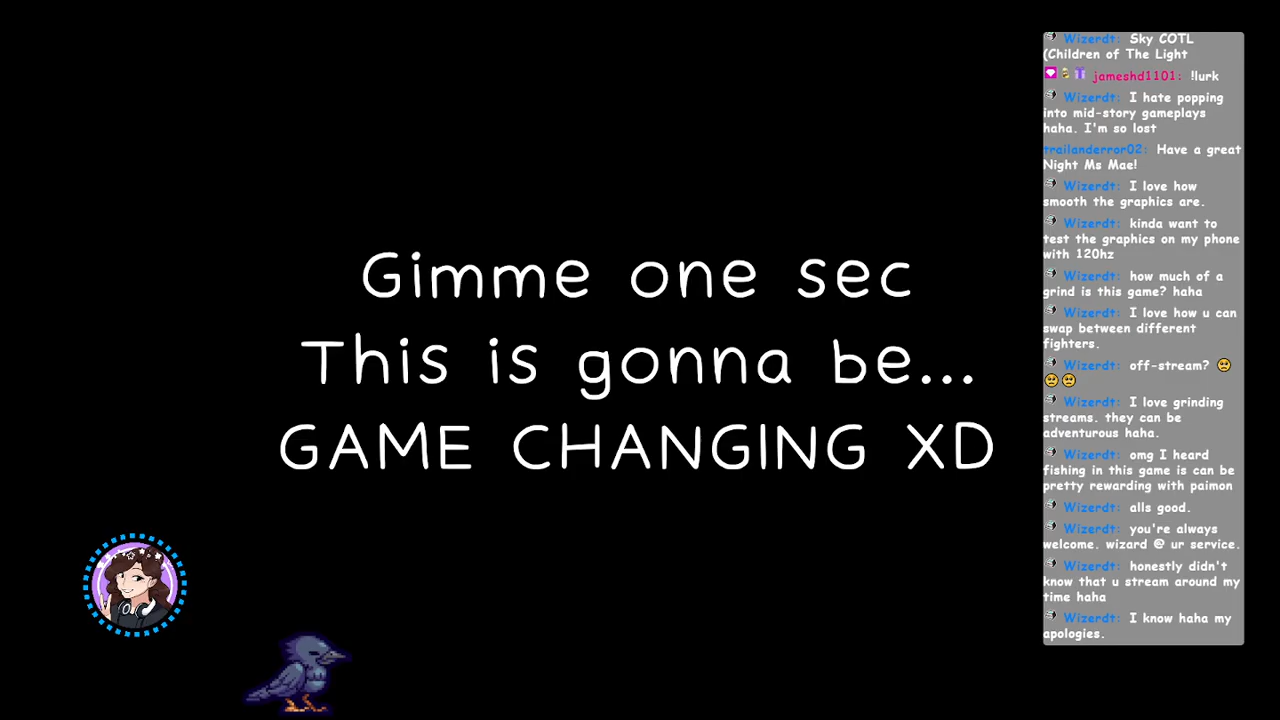 Gimme one sec
This is gonna be...
GAME CHANGING XD
Wizerdt: Sky COTL
(Children of The Light
jameshd1101: !lurk
Wizerdt: I hate popping
into mid-story gameplays
haha. I'm so lost
trailanderror02: Have a great
Night Ms Mae!
Wizerdt: I love how
smooth the graphics are.
Wizerdt: kinda want to
test the graphics on my phone
with 120hz
Wizerdt: how much of a
grind is this game? haha
Wizerdt: I love how u can
swap between different
fighters.
Wizerdt: off-stream? 🥺
🥺🥺
Wizerdt: I love grinding
streams. they can be
adventurous haha.
Wizerdt: omg I heard
fishing in this game is can be
pretty rewarding with paimon
Wizerdt: alls good.
Wizerdt: you're always
welcome. wizard @ ur service.
Wizerdt: honestly didn't
know that u stream around my
time haha
Wizerdt: I know haha my
apologies.